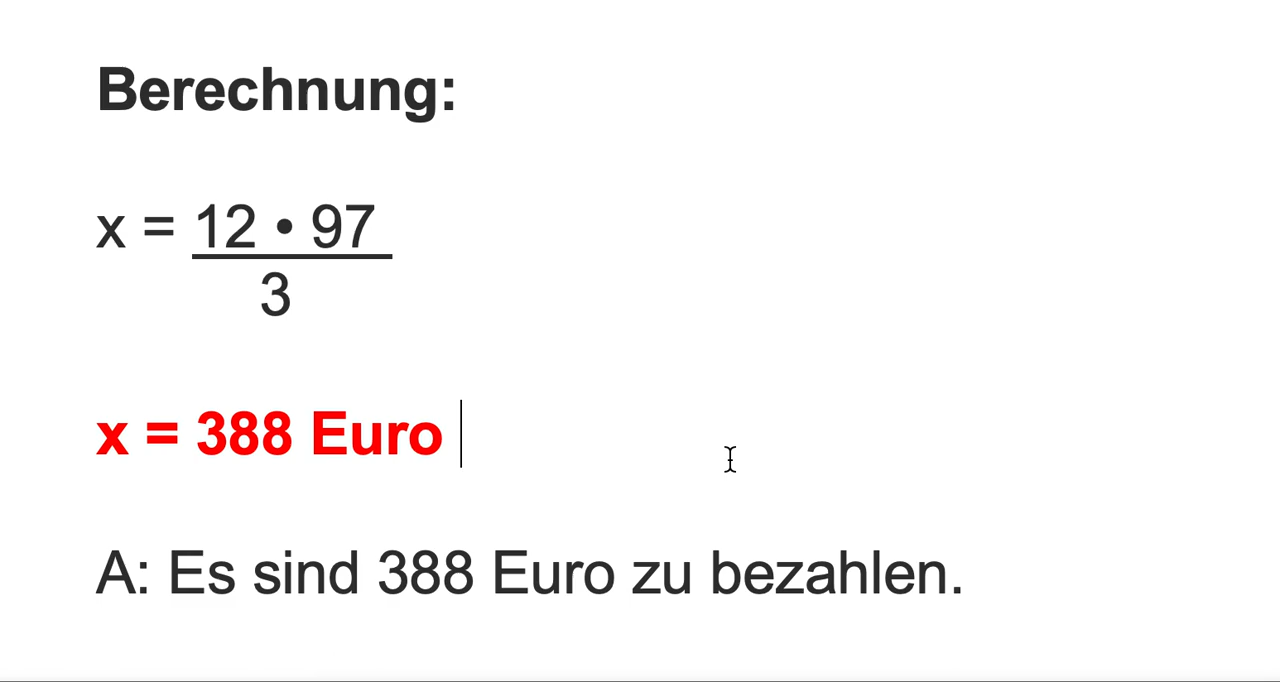 Berechnung:
x = 12 • 97
3
x = 388 Euro
A: Es sind 388 Euro zu bezahlen.